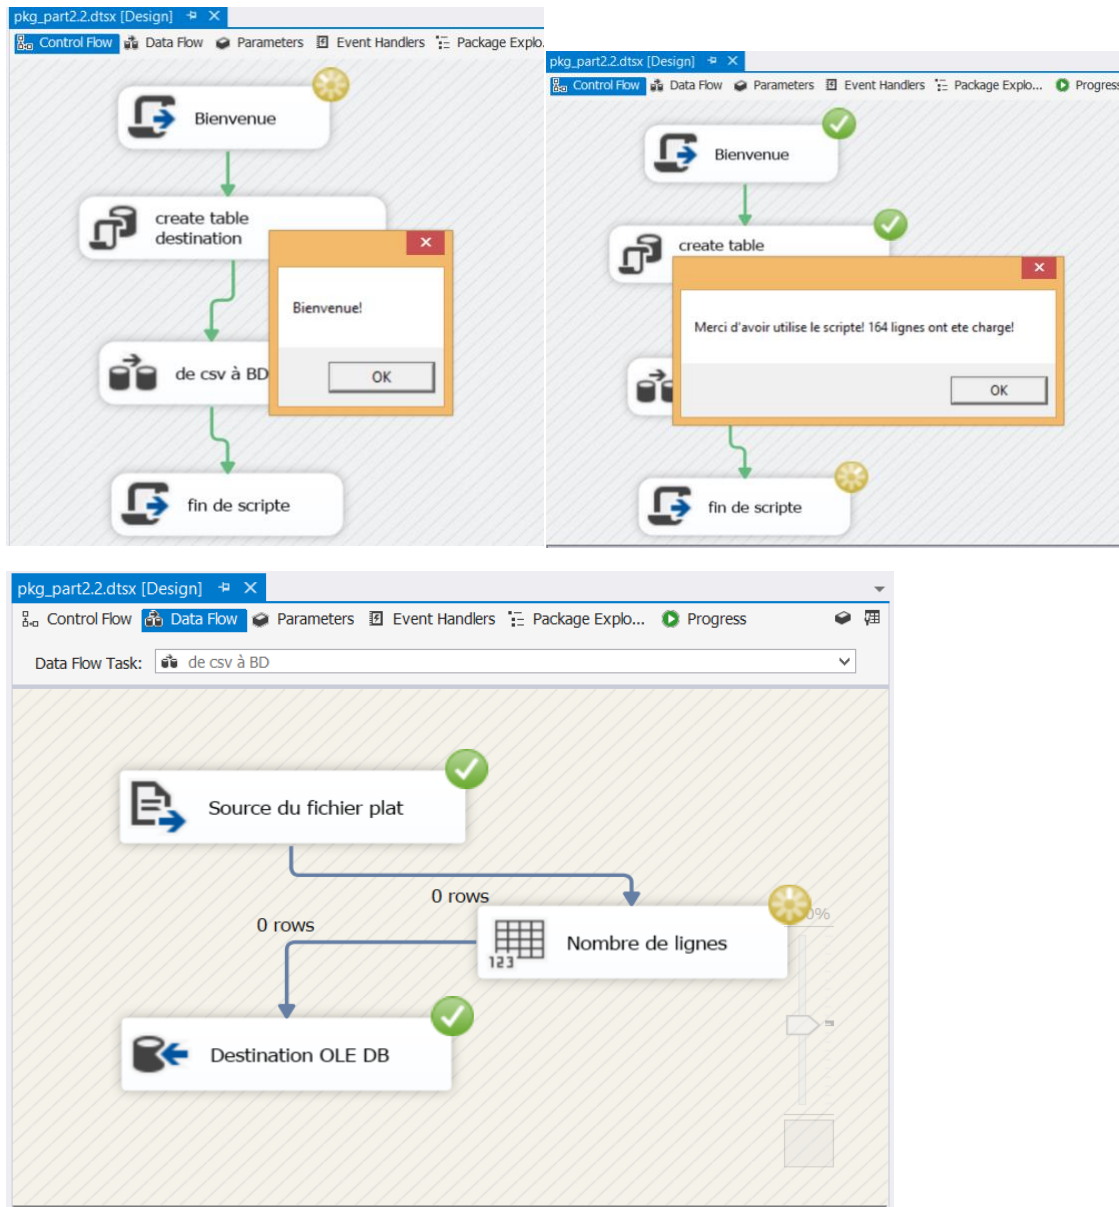 pkg_part2.2.dtsx [Design]
Control Flow Data Flow Parameters Event Handlers Package Explo.
Bienvenue
create table
destination
Bienvenue!
OK
de csv à BD
fin de scripte
pkg_part2.2.dtsx [Design]
Control Flow Data Flow Parameters Event Handlers Package Explo... Progress
Bienvenue
create table
Merci d'avoir utilise le scripte! 164 lignes ont ete charge!
OK
fin de scripte
pkg_part2.2.dtsx [Design]
Control Flow Data Flow Parameters Event Handlers Package Explo... Progress
Data Flow Task: de csv à BD
Source du fichier plat
0 rows
0 rows
Nombre de lignes
123
Destination OLE DB